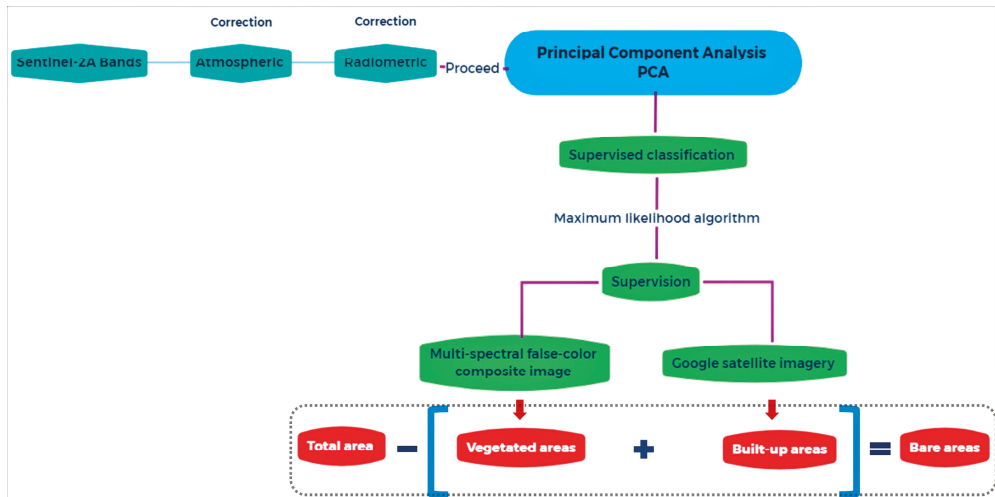 Correction
Correction
Sentinel-2A Bands
Atmospheric
Radiometric
Proceed
Principal Component Analysis
PCA
Supervised classification
Maximum likelihood algorithm
Supervision
Multi-spectral false-color
composite image
Google satellite imagery
Total area
−
[
Vegetated areas
+
Built-up areas
]
=
Bare areas